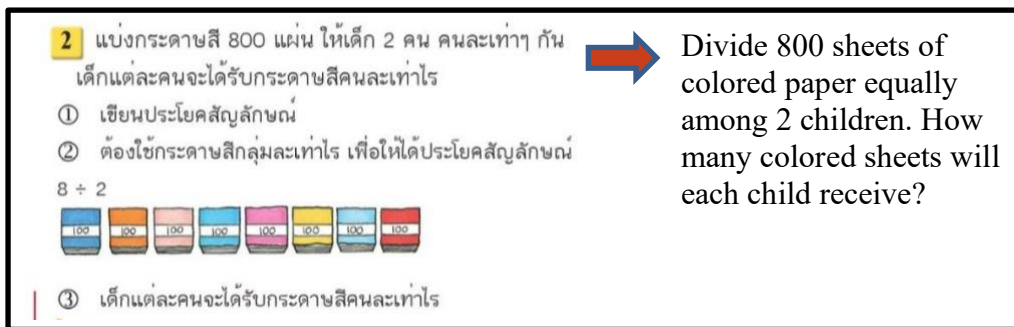 2 แบ่งกระดาษสี 800 แผ่น ให้เด็ก 2 คน คนละเท่าๆ กัน
เด็กแต่ละคนจะได้รับกระดาษสีคนละเท่าไร
① เขียนประโยคสัญลักษณ์
② ต้องใช้กระดาษสีกลุ่มละเท่าไร เพื่อให้ได้ประโยคสัญลักษณ์
8 ÷ 2
100 100 100 100 100 100 100 100
③ เด็กแต่ละคนจะได้รับกระดาษสีคนละเท่าไร
Divide 800 sheets of
colored paper equally
among 2 children. How
many colored sheets will
each child receive?